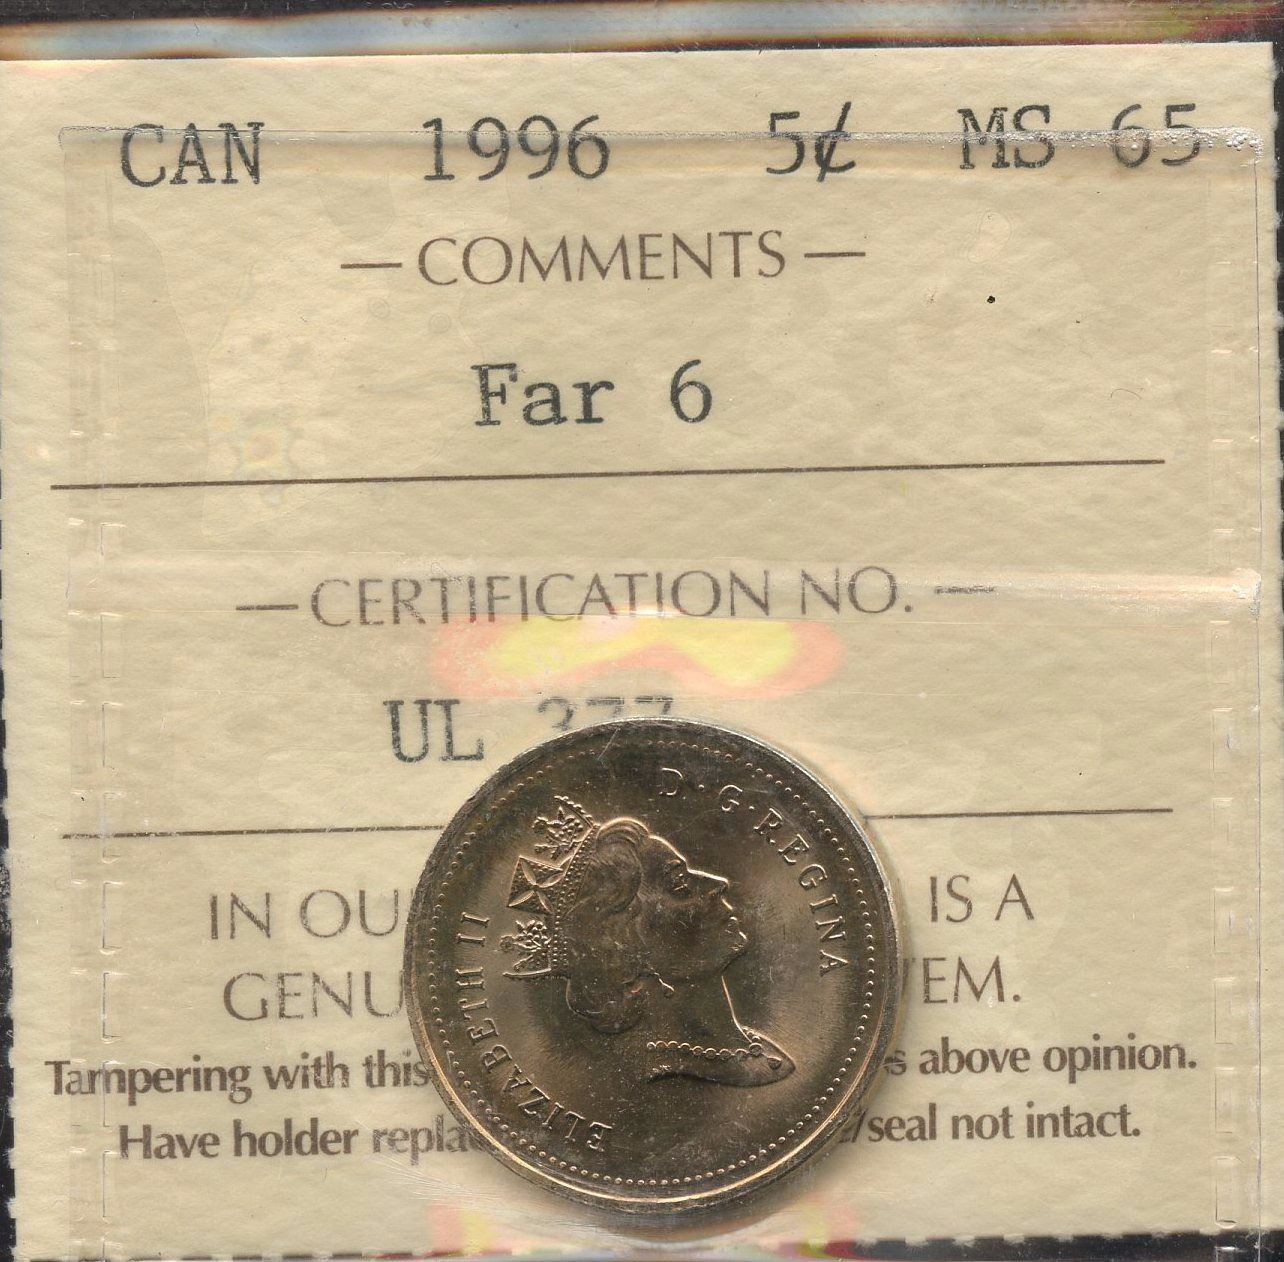 CAN 1996 5¢ MS 65
— COMMENTS —
Far 6
— CERTIFICATION NO. —
UL 377
IN OU IS A
GENU EM.
Tampering with this s above opinion.
Have holder repla /seal not intact.
ELIZABETH II D·G·REGINA